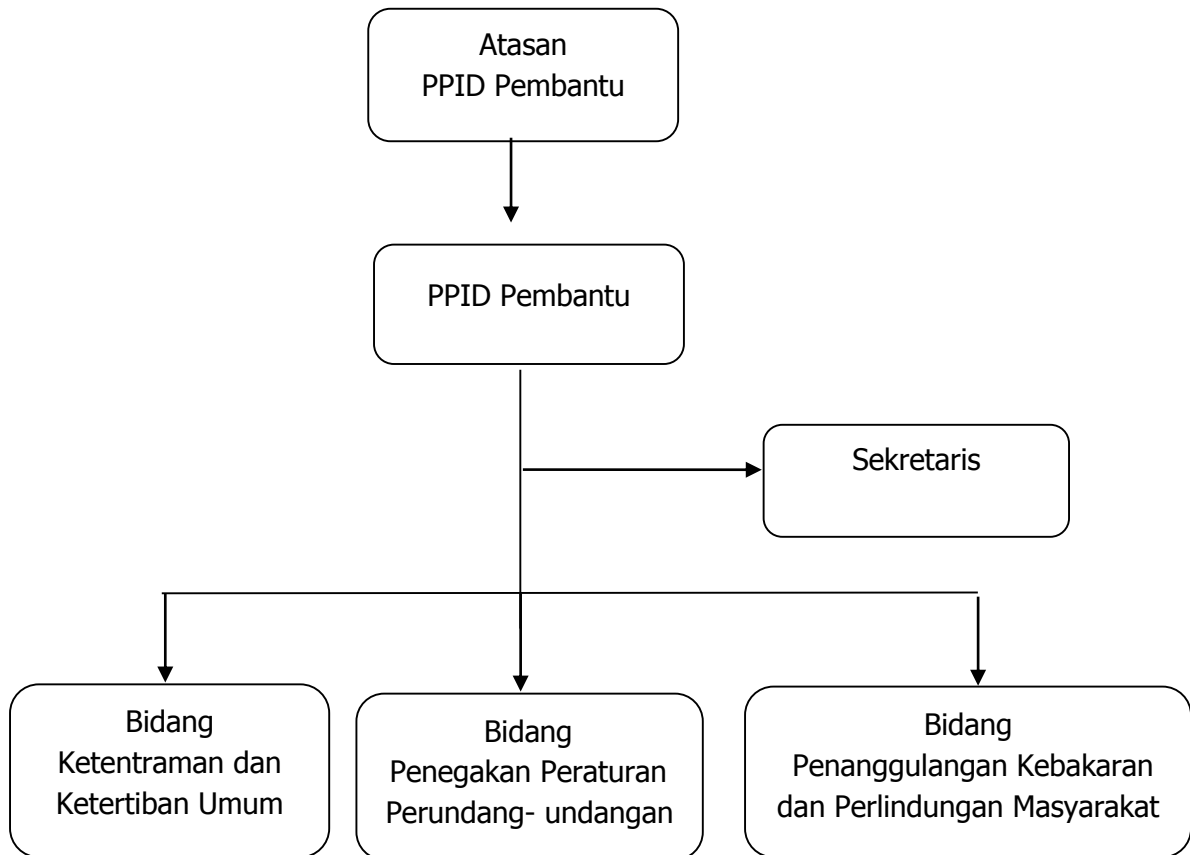 Atasan
PPID Pembantu
PPID Pembantu
Sekretaris
Bidang
Ketentraman dan
Ketertiban Umum
Bidang
Penegakan Peraturan
Perundang- undangan
Bidang
Penanggulangan Kebakaran
dan Perlindungan Masyarakat